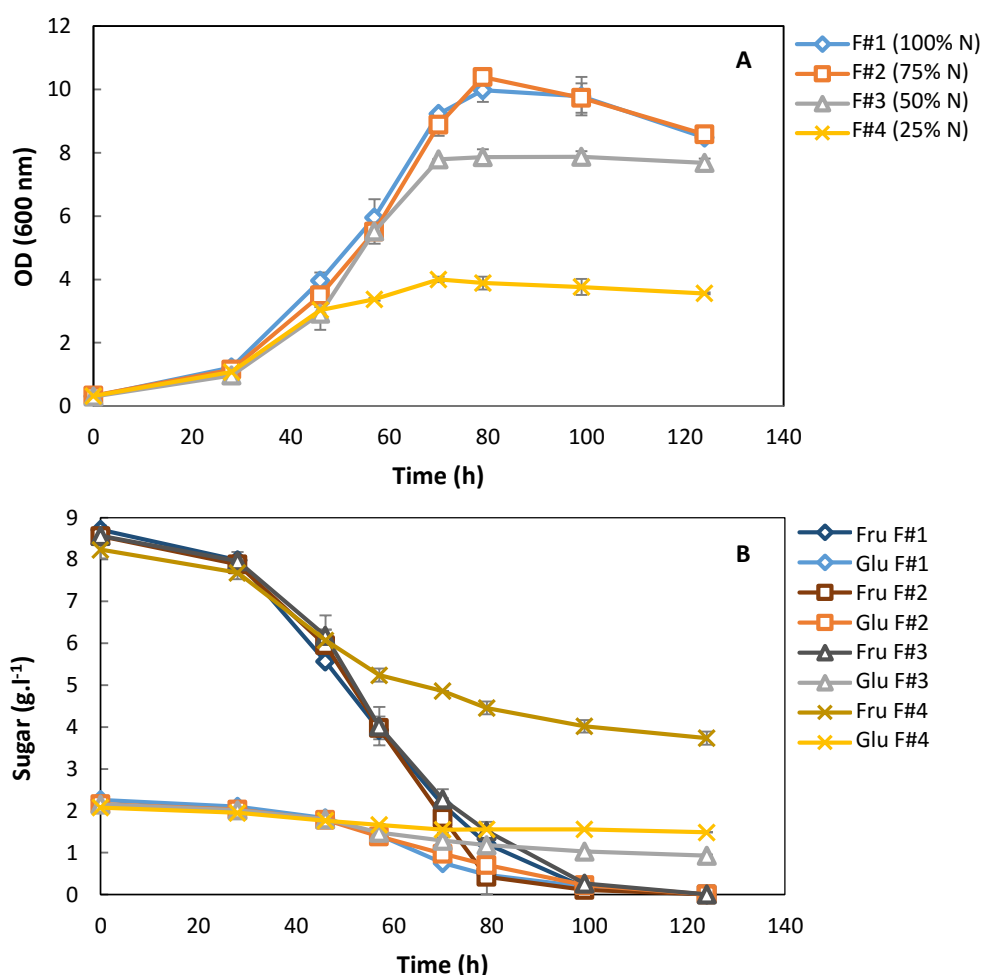 12
10
8
6
4
2
0
OD (600 nm)
A
0 20 40 60 80 100 120 140
Time (h)
F#1 (100% N)
F#2 (75% N)
F#3 (50% N)
F#4 (25% N)
9
8
7
6
5
4
3
2
1
0
Sugar (g.l-1)
B
0 20 40 60 80 100 120 140
Time (h)
Fru F#1
Glu F#1
Fru F#2
Glu F#2
Fru F#3
Glu F#3
Fru F#4
Glu F#4